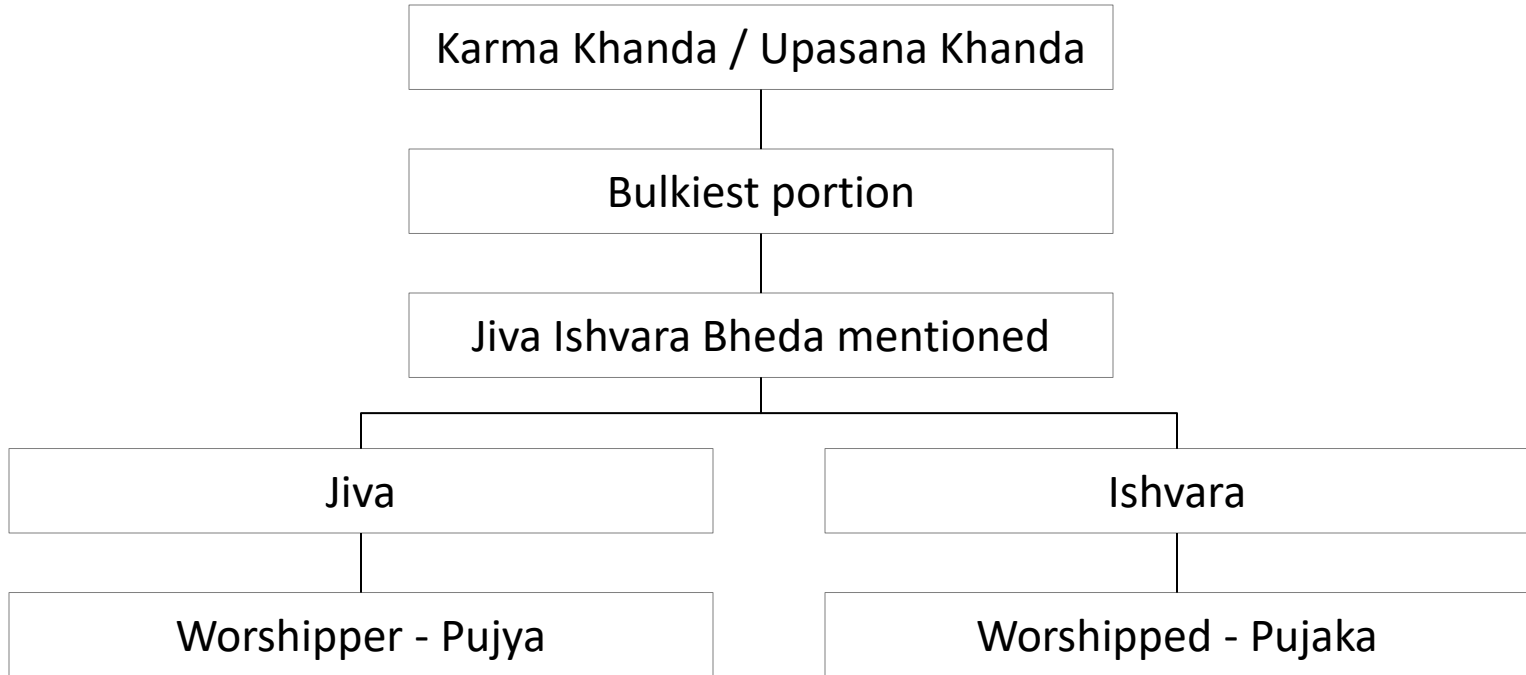 Karma Khanda / Upasana Khanda
Bulkiest portion
Jiva Ishvara Bheda mentioned
Jiva
Ishvara
Worshipper - Pujya
Worshipped - Pujaka